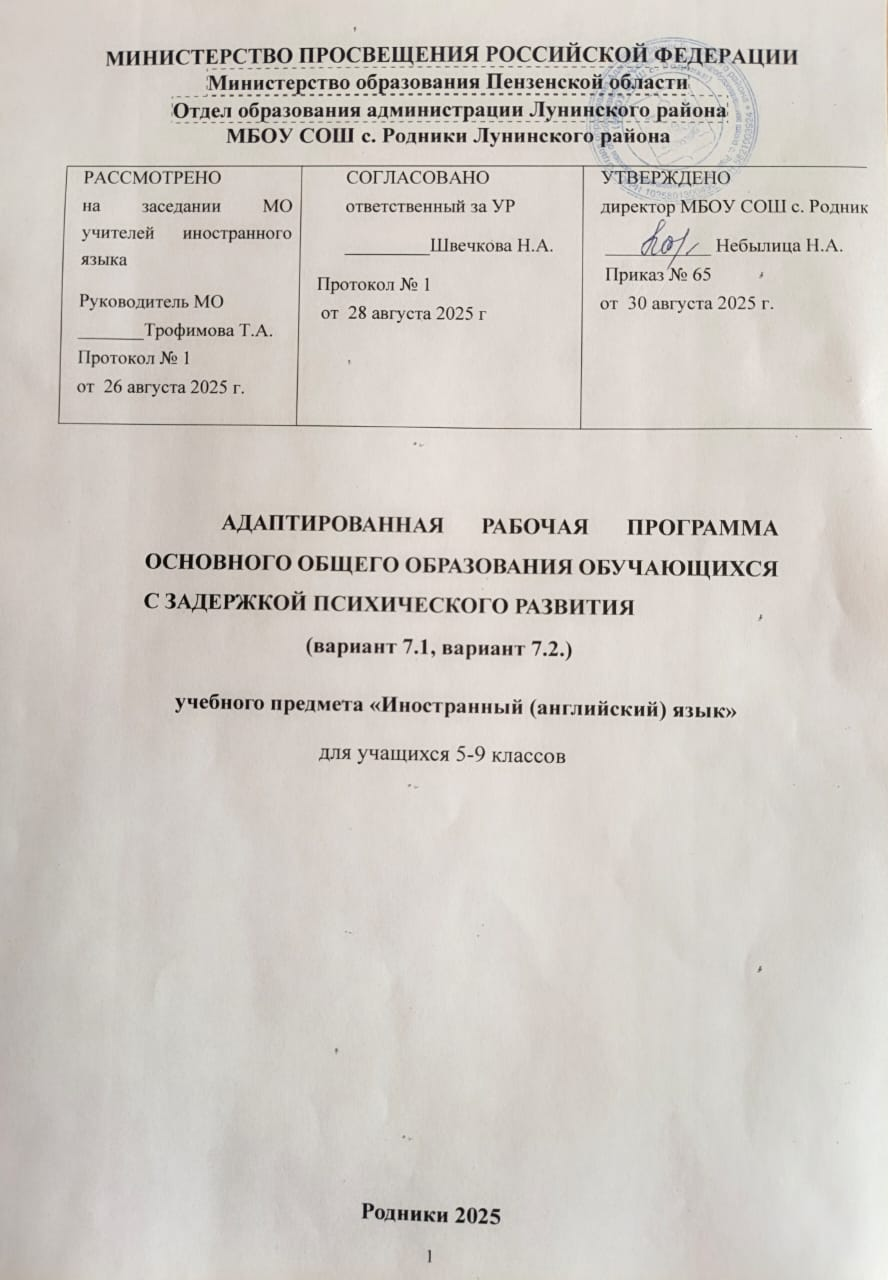 МИНИСТЕРСТВО ПРОСВЕЩЕНИЯ РОССИЙСКОЙ ФЕДЕРАЦИИ
Министерство образования Пензенской области
Отдел образования администрации Лунинского района
МБОУ СОШ с. Родники Лунинского района
РАССМОТРЕНО
на заседании МО
учителей иностранного
языка
Руководитель МО
_______Трофимова Т.А.
Протокол № 1
от 26 августа 2025 г.
СОГЛАСОВАНО
ответственный за УР
_________Швечкова Н.А.
Протокол № 1
от 28 августа 2025 г
УТВЕРЖДЕНО
директор МБОУ СОШ с. Родник
___________ Небылица Н.А.
Приказ № 65
от 30 августа 2025 г.
АДАПТИРОВАННАЯ РАБОЧАЯ ПРОГРАММА
ОСНОВНОГО ОБЩЕГО ОБРАЗОВАНИЯ ОБУЧАЮЩИХСЯ
С ЗАДЕРЖКОЙ ПСИХИЧЕСКОГО РАЗВИТИЯ
(вариант 7.1, вариант 7.2.)
учебного предмета «Иностранный (английский) язык»
для учащихся 5-9 классов
Родники 2025
1